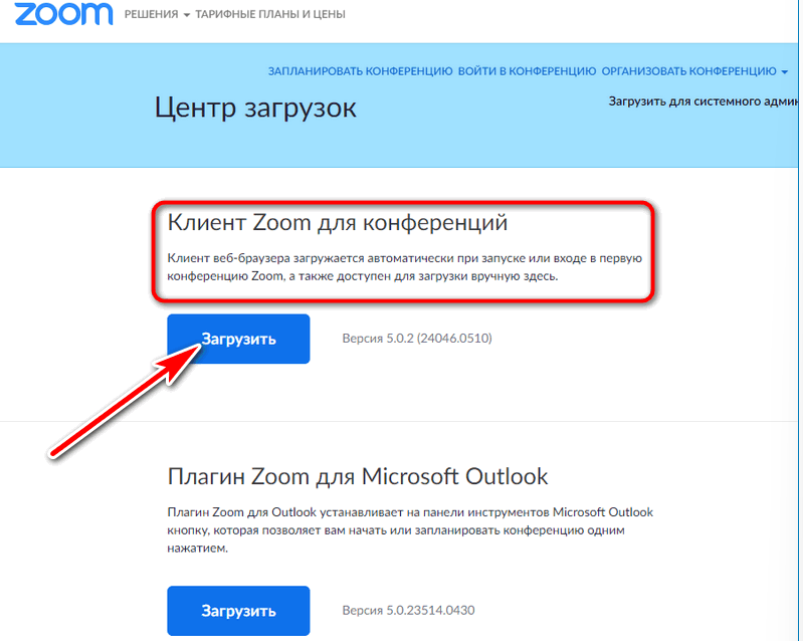 zoom РЕШЕНИЯ ТАРИФНЫЕ ПЛАНЫ И ЦЕНЫ
ЗАПЛАНИРОВАТЬ КОНФЕРЕНЦИЮ ВОЙТИ В КОНФЕРЕНЦИЮ ОРГАНИЗОВАТЬ КОНФЕРЕНЦИЮ
Центр загрузок
Загрузить для системного
Клиент Zoom для конференций
Клиент веб-браузера загружается автоматически при запуске или входе в первую
конференцию Zoom, а также доступен для загрузки вручную здесь.
Загрузить
Версия 5.0.2 (24046.0510)
Плагин Zoom для Microsoft Outlook
Плагин Zoom для Outlook устанавливает на панели инструментов Microsoft Outlook
кнопку, которая позволяет вам начать или запланировать конференцию одним
нажатием.
Загрузить
Версия 5.0.23514.0430